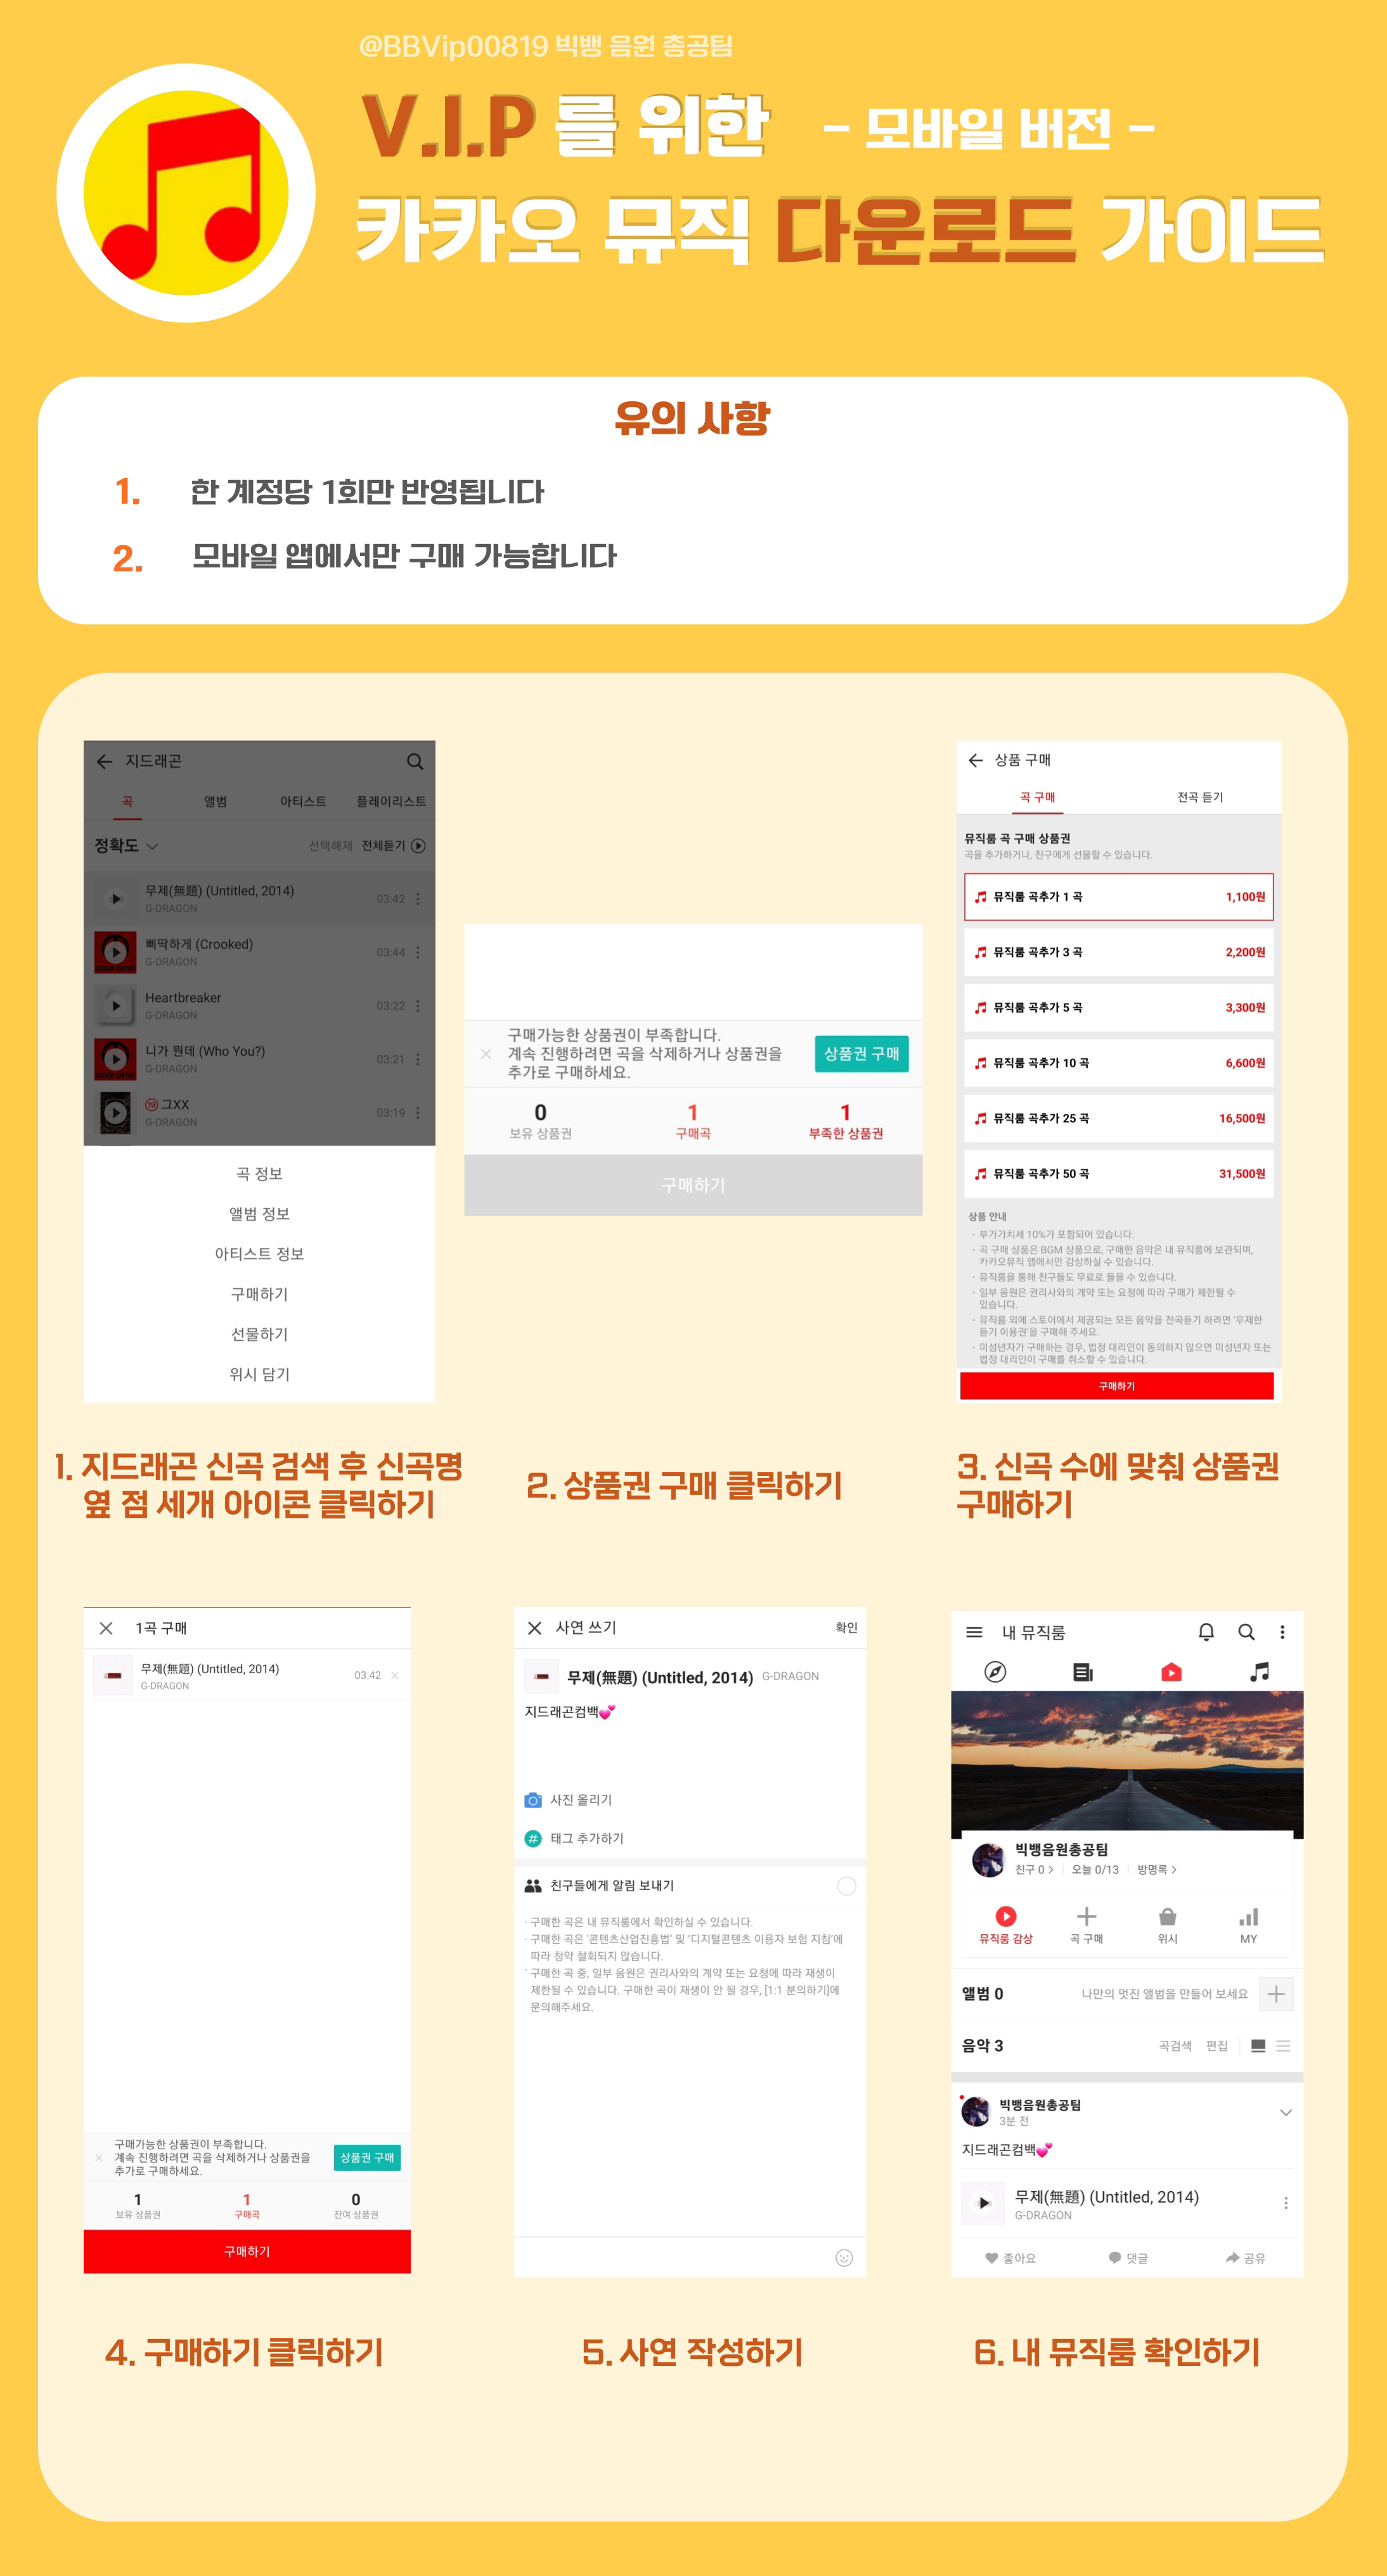 @BBVip00819 빅뱅 음원 총공팀
V.I.P 를 위한 - 모바일 버전 -
카카오 뮤직 다운로드 가이드
유의 사항
1. 한 계정당 1회만 반영됩니다
2. 모바일 앱에서만 구매 가능합니다
지드래곤
곡 앨범 아티스트 플레이리스트
정확도 선택해제 전체듣기
무제(無題) (Untitled, 2014) 03:42
G-DRAGON
삐딱하게 (Crooked) 03:44
G-DRAGON
Heartbreaker 03:22
G-DRAGON
니가 뭔데 (Who You?) 03:21
G-DRAGON
⑲ 그XX 03:19
G-DRAGON
곡 정보
앨범 정보
아티스트 정보
구매하기
선물하기
위시 담기
1. 지드래곤 신곡 검색 후 신곡명
옆 점 세개 아이콘 클릭하기
구매가능한 상품권이 부족합니다.
계속 진행하려면 곡을 삭제하거나 상품권을
추가로 구매하세요.
상품권 구매
0 1 1
보유 상품권 구매곡 부족한 상품권
구매하기
2. 상품권 구매 클릭하기
상품 구매
곡 구매 전곡 듣기
뮤직룸 곡 구매 상품권
곡을 추가하거나, 친구에게 선물할 수 있습니다.
뮤직룸 곡추가 1 곡 1,100원
뮤직룸 곡추가 3 곡 2,200원
뮤직룸 곡추가 5 곡 3,300원
뮤직룸 곡추가 10 곡 6,600원
뮤직룸 곡추가 25 곡 16,500원
뮤직룸 곡추가 50 곡 31,500원
상품 안내
· 부가가치세 10%가 포함되어 있습니다.
· 곡 구매 상품은 BGM 상품으로, 구매한 음악은 내 뮤직룸에 보관되며,
카카오뮤직 앱에서만 감상하실 수 있습니다.
· 뮤직룸을 통해 친구들도 무료로 들을 수 있습니다.
· 일부 음원은 권리사와의 계약 또는 요청에 따라 구매가 제한될 수
있습니다.
· 뮤직룸 외에 스토어에서 제공되는 모든 음악을 전곡듣기 하려면 '무제한
듣기 이용권'을 구매해 주세요.
· 미성년자가 구매하는 경우, 법정 대리인이 동의하지 않으면 미성년자 또는
법정 대리인이 구매를 취소할 수 있습니다.
구매하기
3. 신곡 수에 맞춰 상품권
구매하기
1곡 구매
무제(無題) (Untitled, 2014) 03:42
G-DRAGON
구매가능한 상품권이 부족합니다.
계속 진행하려면 곡을 삭제하거나 상품권을
추가로 구매하세요.
상품권 구매
1 1 0
보유 상품권 구매곡 잔여 상품권
구매하기
4. 구매하기 클릭하기
사연 쓰기 확인
무제(無題) (Untitled, 2014) G-DRAGON
지드래곤컴백💕
사진 올리기
# 태그 추가하기
친구들에게 알림 보내기
· 구매한 곡은 내 뮤직룸에서 확인하실 수 있습니다.
· 구매한 곡은 '콘텐츠산업진흥법' 및 '디지털콘텐츠 이용자 보험 지침'에
따라 청약 철회되지 않습니다.
· 구매한 곡 중, 일부 음원은 권리사와의 계약 또는 요청에 따라 재생이
제한될 수 있습니다. 구매한 곡이 재생이 안 될 경우, [1:1 문의하기]에
문의해주세요.
5. 사연 작성하기
내 뮤직룸
빅뱅음원총공팀
친구 0 > 오늘 0/13 방명록 >
뮤직룸 감상 곡 구매 위시 MY
앨범 0 나만의 멋진 앨범을 만들어 보세요
음악 3 곡검색 편집
빅뱅음원총공팀
3분 전
지드래곤컴백💕
무제(無題) (Untitled, 2014)
G-DRAGON
좋아요 댓글 공유
6. 내 뮤직룸 확인하기